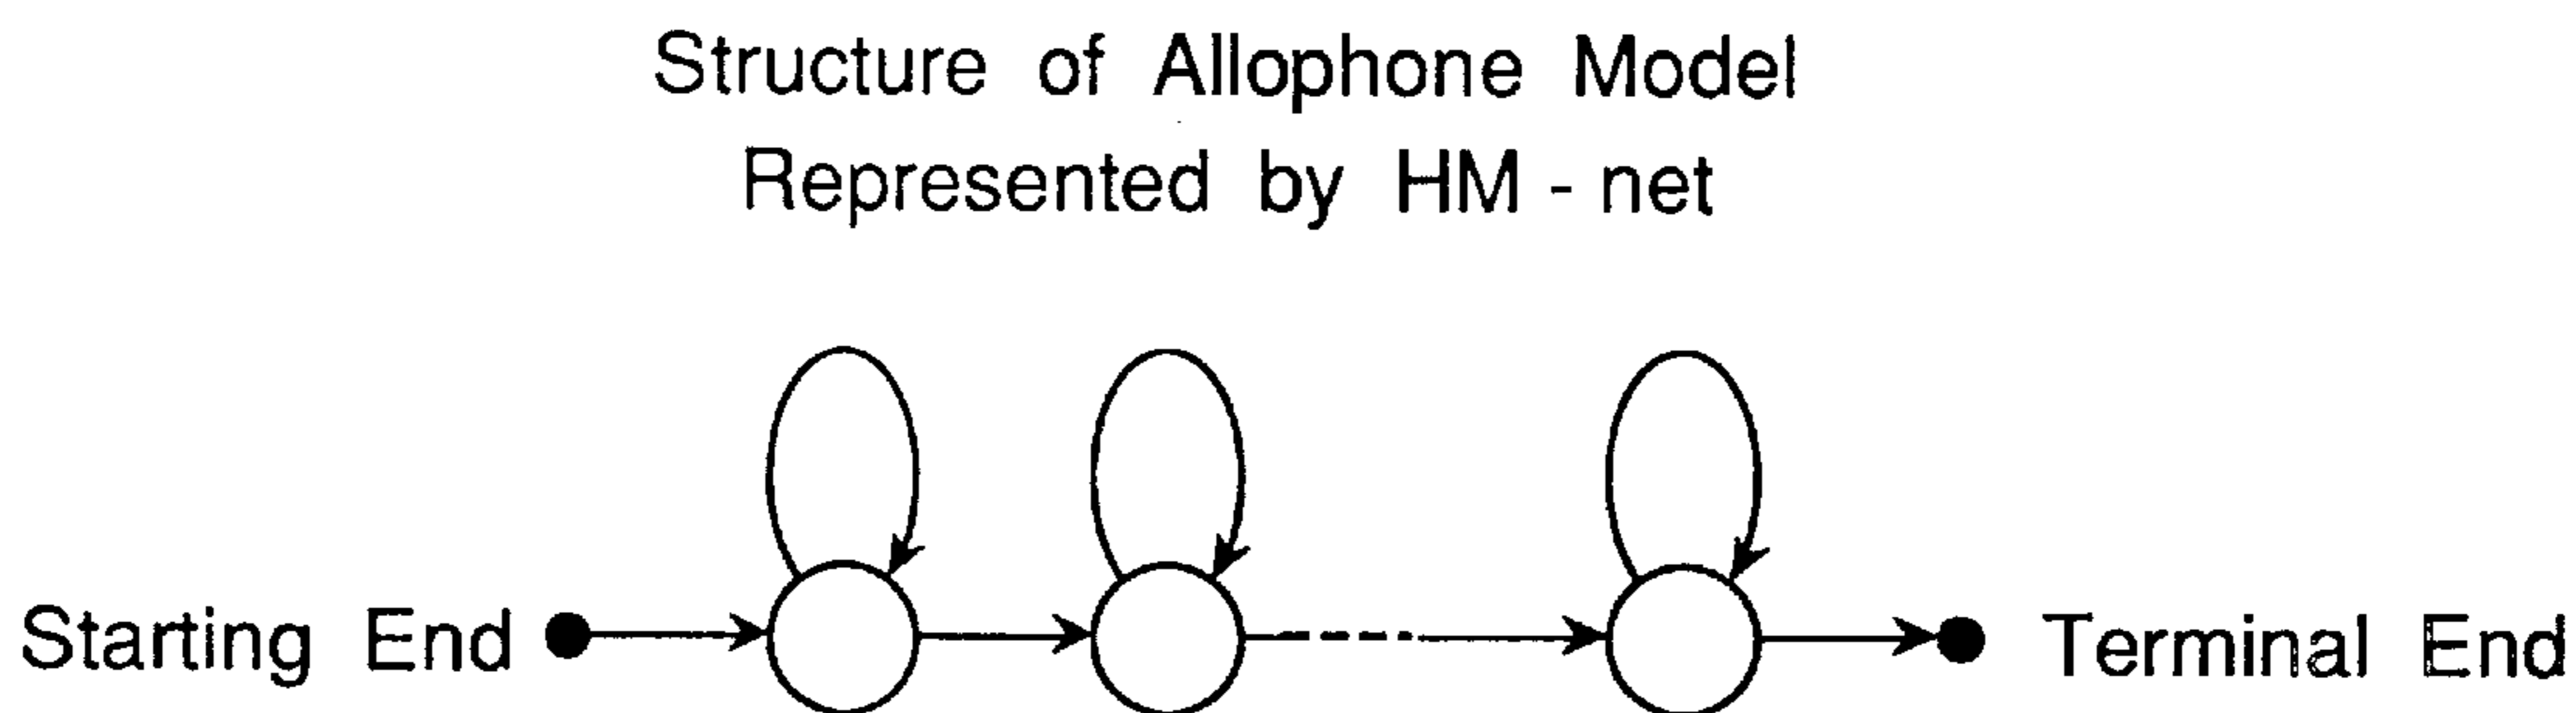 Structure of Allophone Model
Represented by HM - net
Starting End
Terminal End